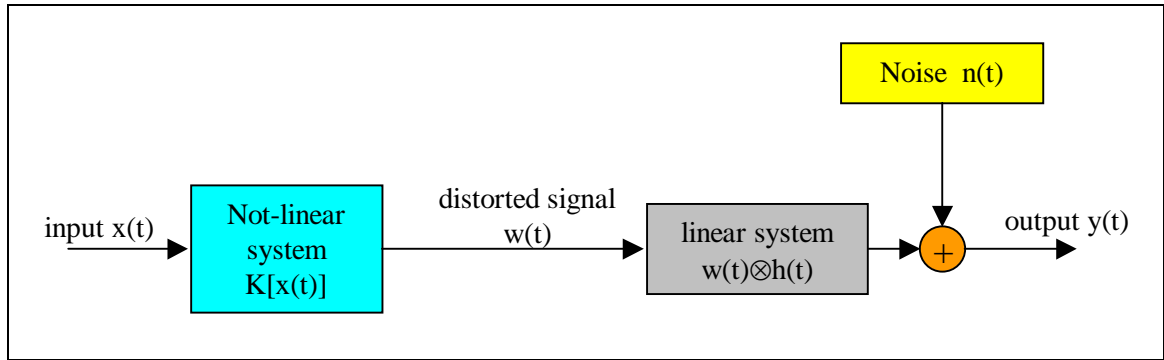 Noise n(t)
input x(t)
Not-linear
system
K[x(t)]
distorted signal
w(t)
linear system
w(t)⊗h(t)
+
output y(t)